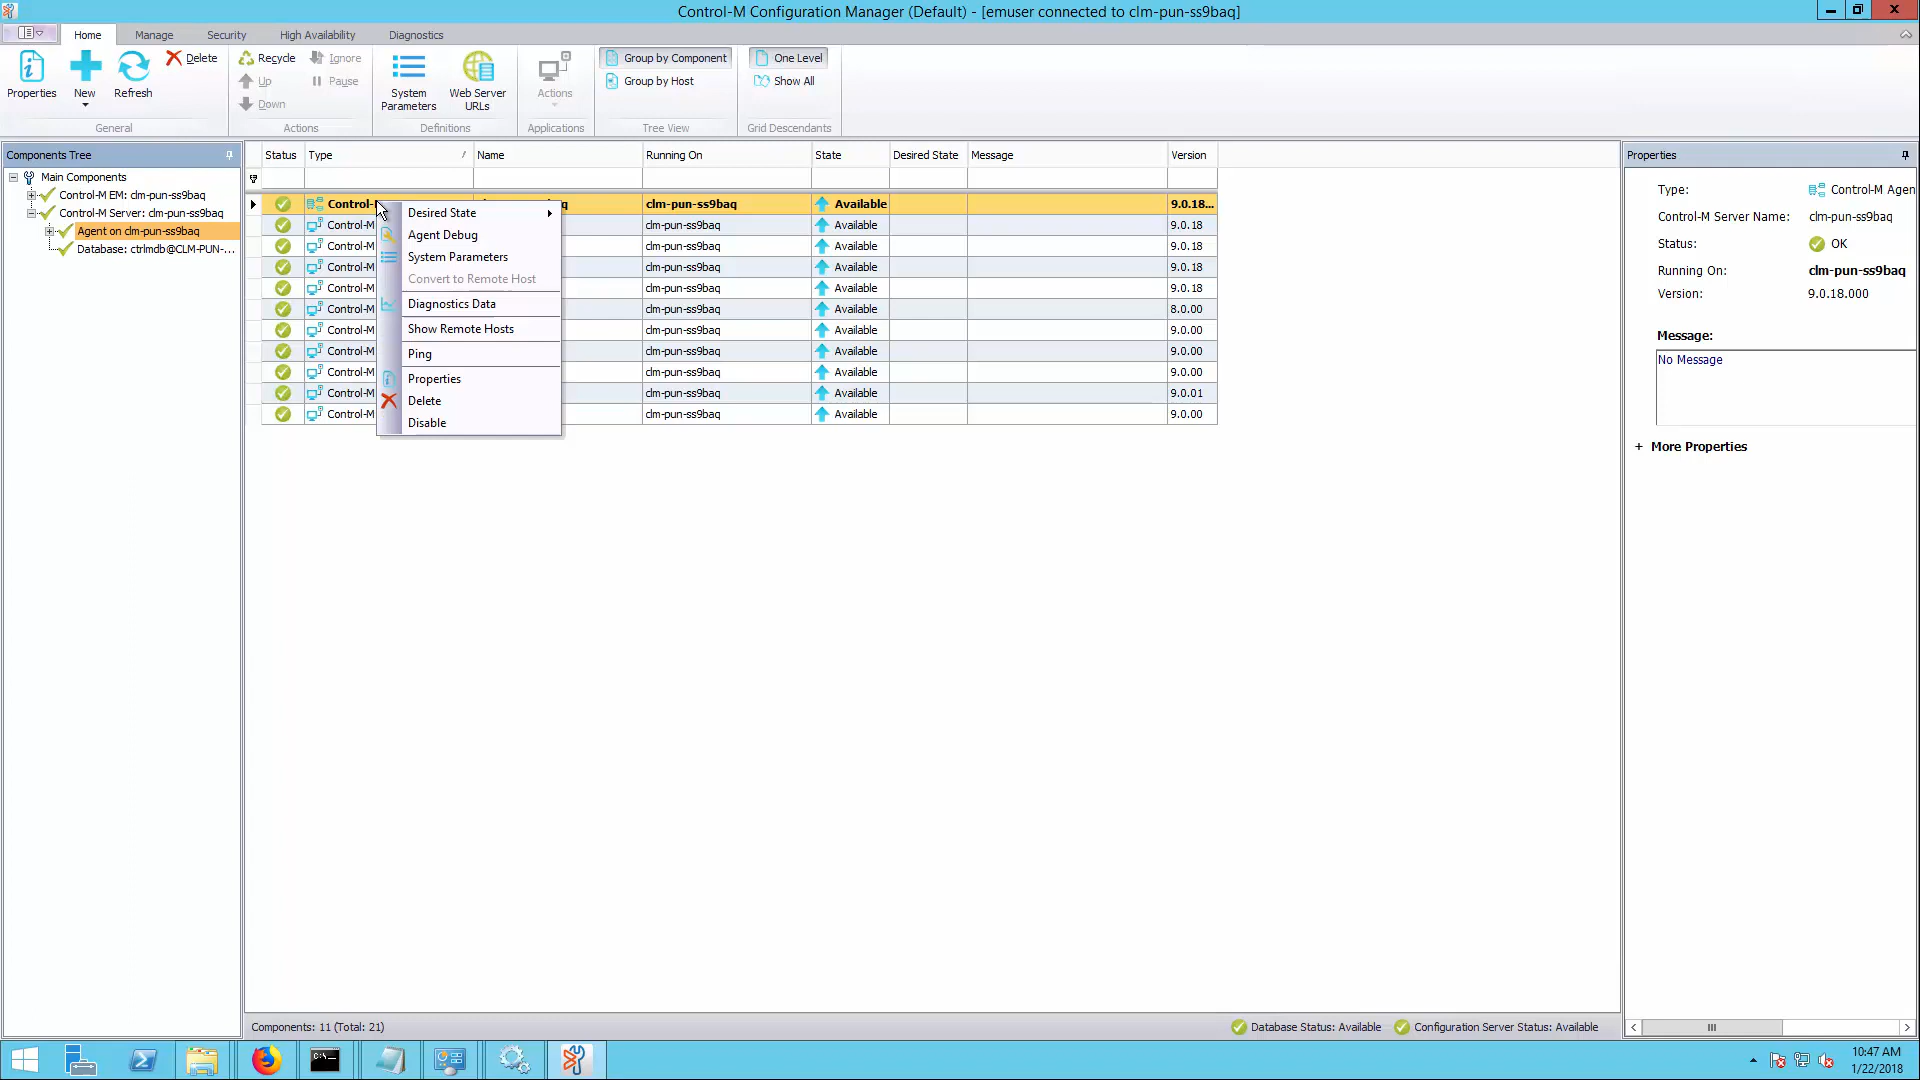 Control-M Configuration Manager (Default) - [emuser connected to clm-pun-ss9baq]
Home Manage Security High Availability Diagnostics
Properties New Refresh Delete
General
Recycle Ignore
Up Pause
Down
Actions
System Parameters Web Server URLs
Definitions
Actions
Applications
Group by Component
Group by Host
Tree View
One Level
Show All
Grid Descendants
Components Tree
Main Components
Control-M EM: clm-pun-ss9baq
Control-M Server: clm-pun-ss9baq
Agent on clm-pun-ss9baq
Database: ctrlmdb@CLM-PUN-...
Status Type / Name Running On State Desired State Message Version
Control- clm-pun-ss9baq Available 9.0.18...
Control-M clm-pun-ss9baq Available 9.0.18
Control-M clm-pun-ss9baq Available 9.0.18
Control-M clm-pun-ss9baq Available 9.0.18
Control-M clm-pun-ss9baq Available 9.0.18
Control-M clm-pun-ss9baq Available 8.0.00
Control-M clm-pun-ss9baq Available 9.0.00
Control-M clm-pun-ss9baq Available 9.0.00
Control-M clm-pun-ss9baq Available 9.0.00
Control-M clm-pun-ss9baq Available 9.0.01
Control-M clm-pun-ss9baq Available 9.0.00
Desired State
Agent Debug
System Parameters
Convert to Remote Host
Diagnostics Data
Show Remote Hosts
Ping
Properties
Delete
Disable
Properties
Type: Control-M Agen
Control-M Server Name: clm-pun-ss9baq
Status: OK
Running On: clm-pun-ss9baq
Version: 9.0.18.000
Message:
No Message
+ More Properties
Components: 11 (Total: 21) Database Status: Available Configuration Server Status: Available
10:47 AM
1/22/2018